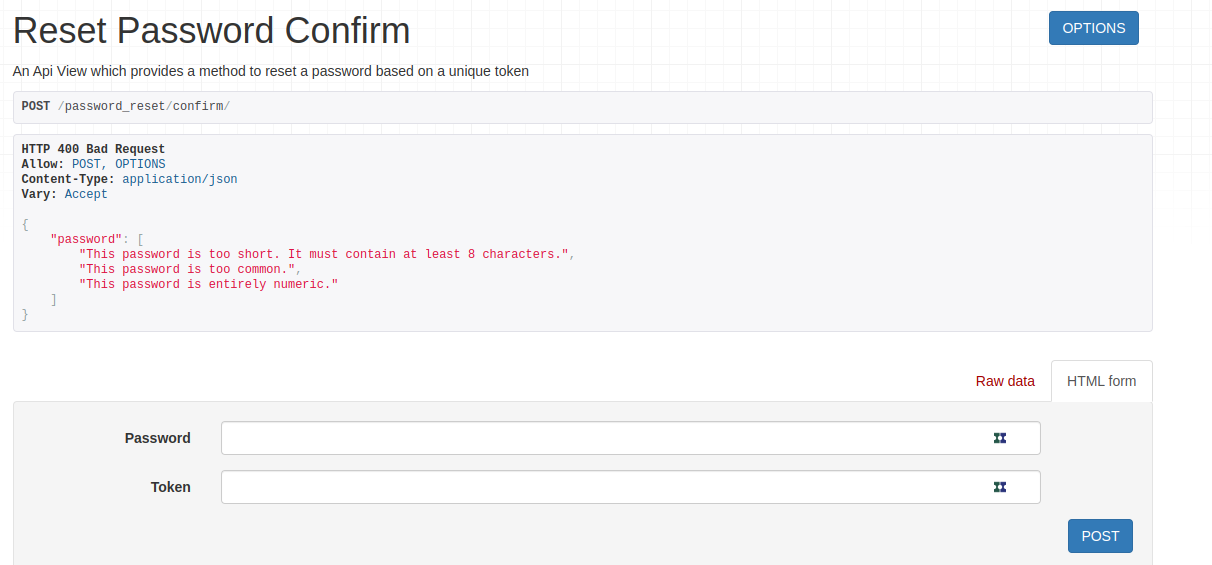 Reset Password Confirm
OPTIONS
An Api View which provides a method to reset a password based on a unique token
POST /password_reset/confirm/
HTTP 400 Bad Request
Allow: POST, OPTIONS
Content-Type: application/json
Vary: Accept
{
"password": [
"This password is too short. It must contain at least 8 characters.",
"This password is too common.",
"This password is entirely numeric."
]
}
Raw data
HTML form
Password
Token
POST